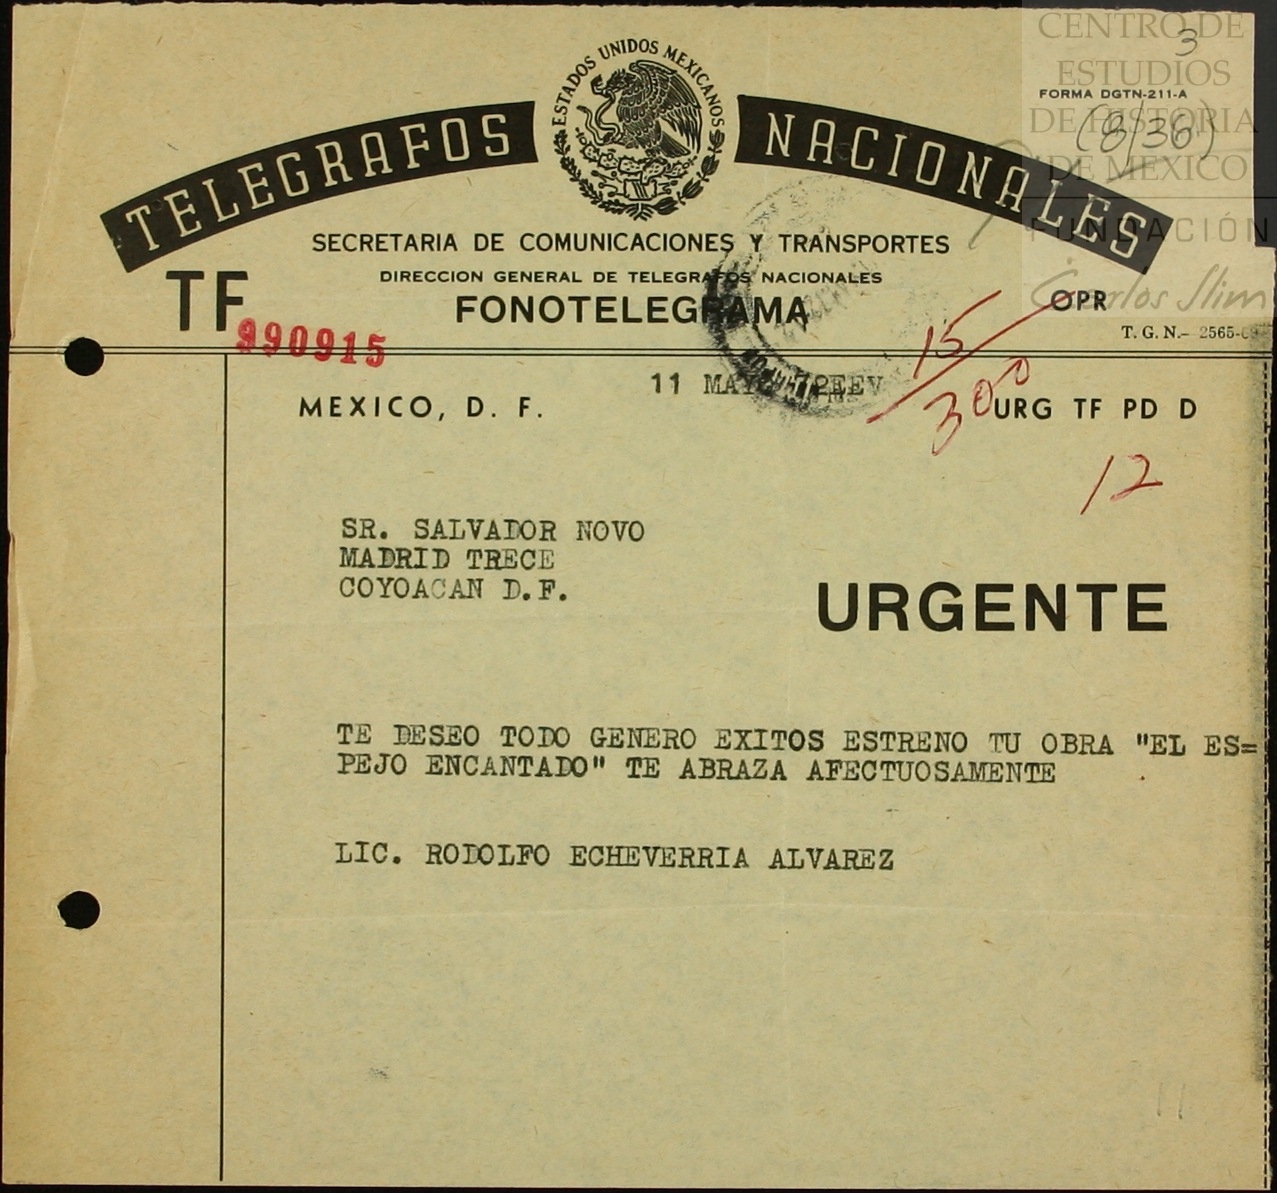 CENTRO DE
ESTUDIOS
DE HISTORIA
DE MEXICO
FUNDACIÓN
Carlos Slim
3
FORMA DGTN-211-A
(8/36)
ESTADOS UNIDOS MEXICANOS
TELEGRAFOS NACIONALES
SECRETARIA DE COMUNICACIONES Y TRANSPORTES
DIRECCION GENERAL DE TELEGRAFOS NACIONALES
TF FONOTELEGRAMA OPR
T. G. N.- 2565-
990915
15
11 MAY
MEXICO, D. F. 30 URG TF PD D
12
SR. SALVADOR NOVO
MADRID TRECE
COYOACAN D.F.
URGENTE
TE DESEO TODO GENERO EXITOS ESTRENO TU OBRA "EL ES=
PEJO ENCANTADO" TE ABRAZA AFECTUOSAMENTE
LIC. RODOLFO ECHEVERRIA ALVAREZ